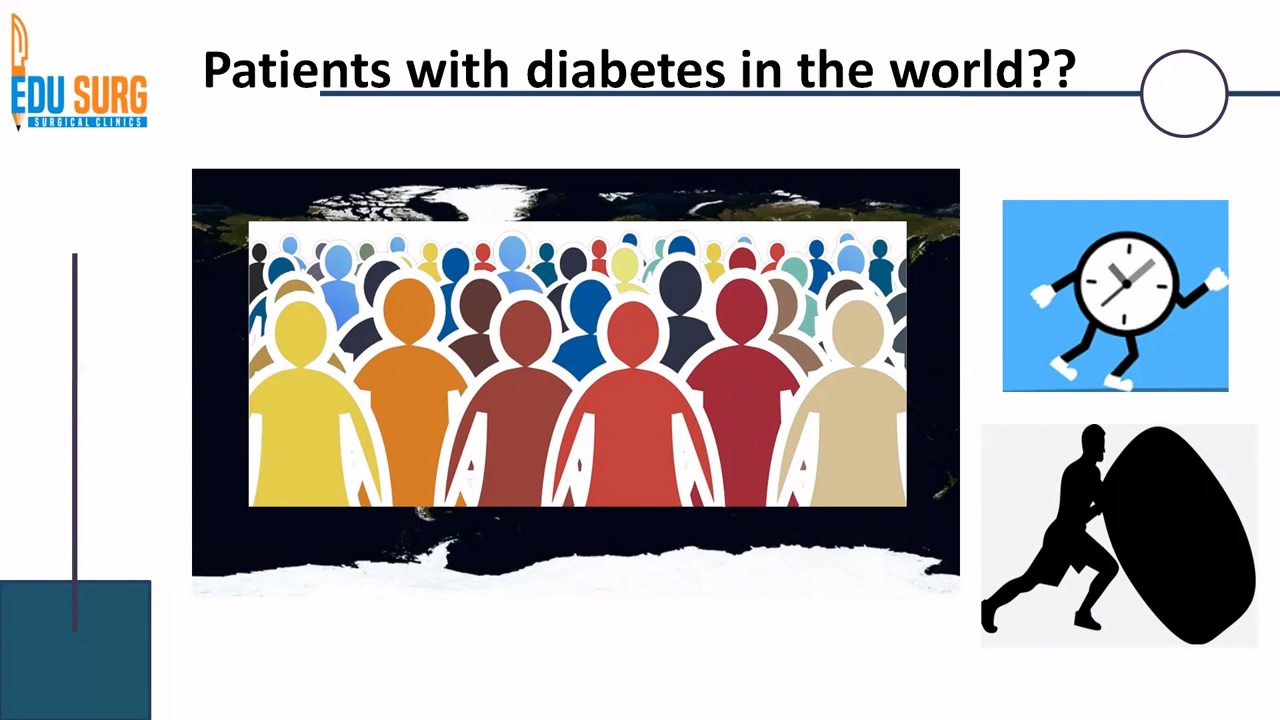 Patients with diabetes in the world??
EDU SURG
SURGICAL CLINICS